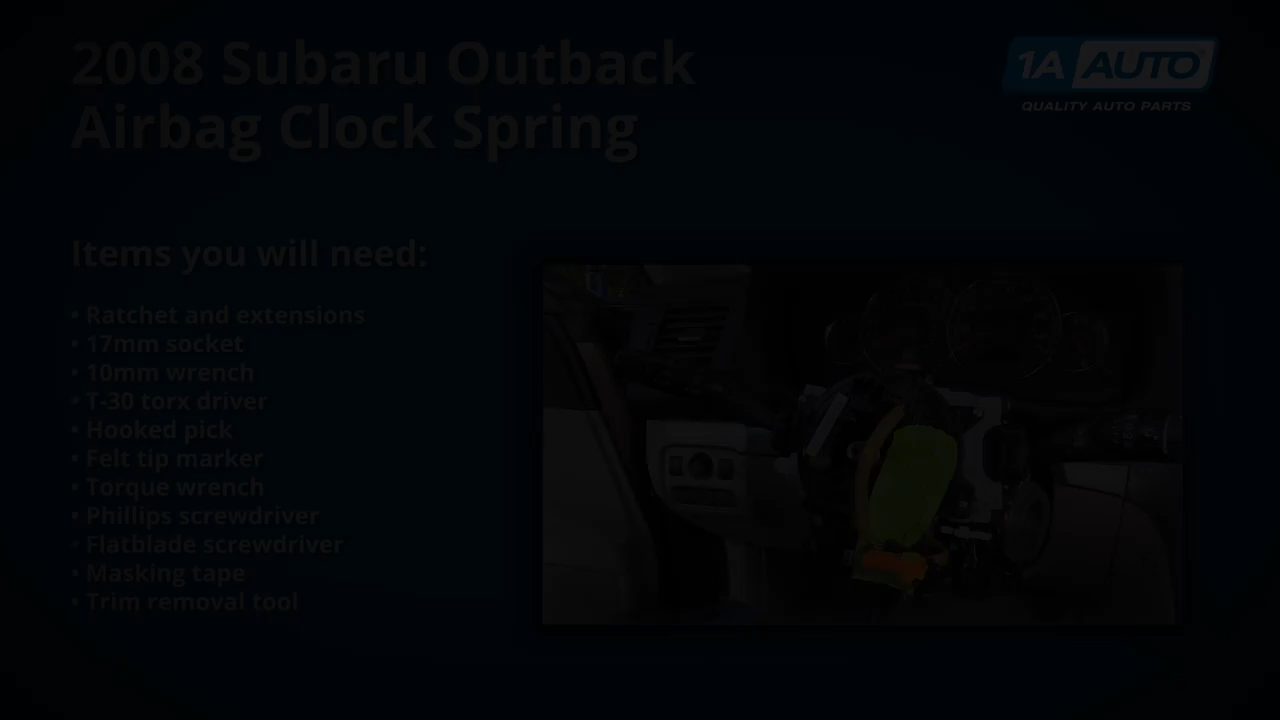 2008 Subaru Outback
Airbag Clock Spring
1A AUTO
QUALITY AUTO PARTS
Items you will need:
• Ratchet and extensions
• 17mm socket
• 10mm wrench
• T-30 torx driver
• Hooked pick
• Felt tip marker
• Torque wrench
• Phillips screwdriver
• Flatblade screwdriver
• Masking tape
• Trim removal tool